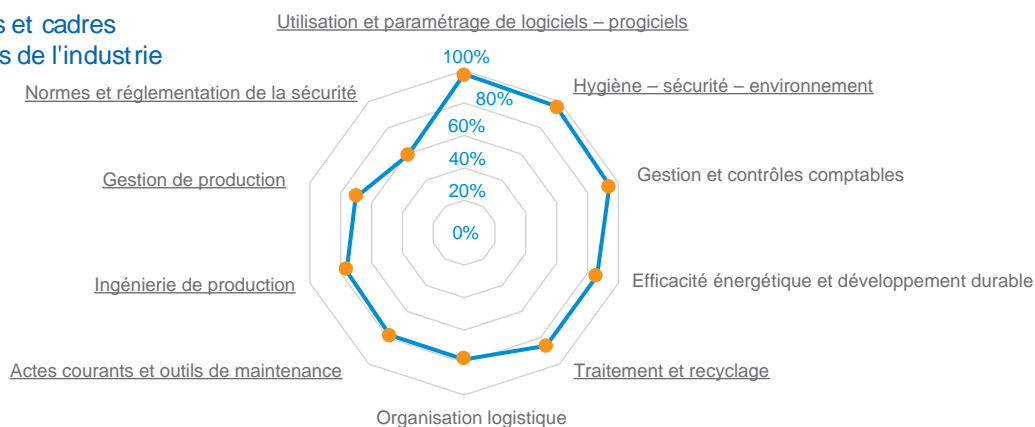 s et cadres
s de l'industrie
Utilisation et paramétrage de logiciels – progiciels
100%
Hygiène – sécurité – environnement
Normes et réglementation de la sécurité
80%
60%
40%
Gestion de production
Gestion et contrôles comptables
20%
0%
Ingénierie de production
Efficacité énergétique et développement durable
Actes courants et outils de maintenance
Traitement et recyclage
Organisation logistique